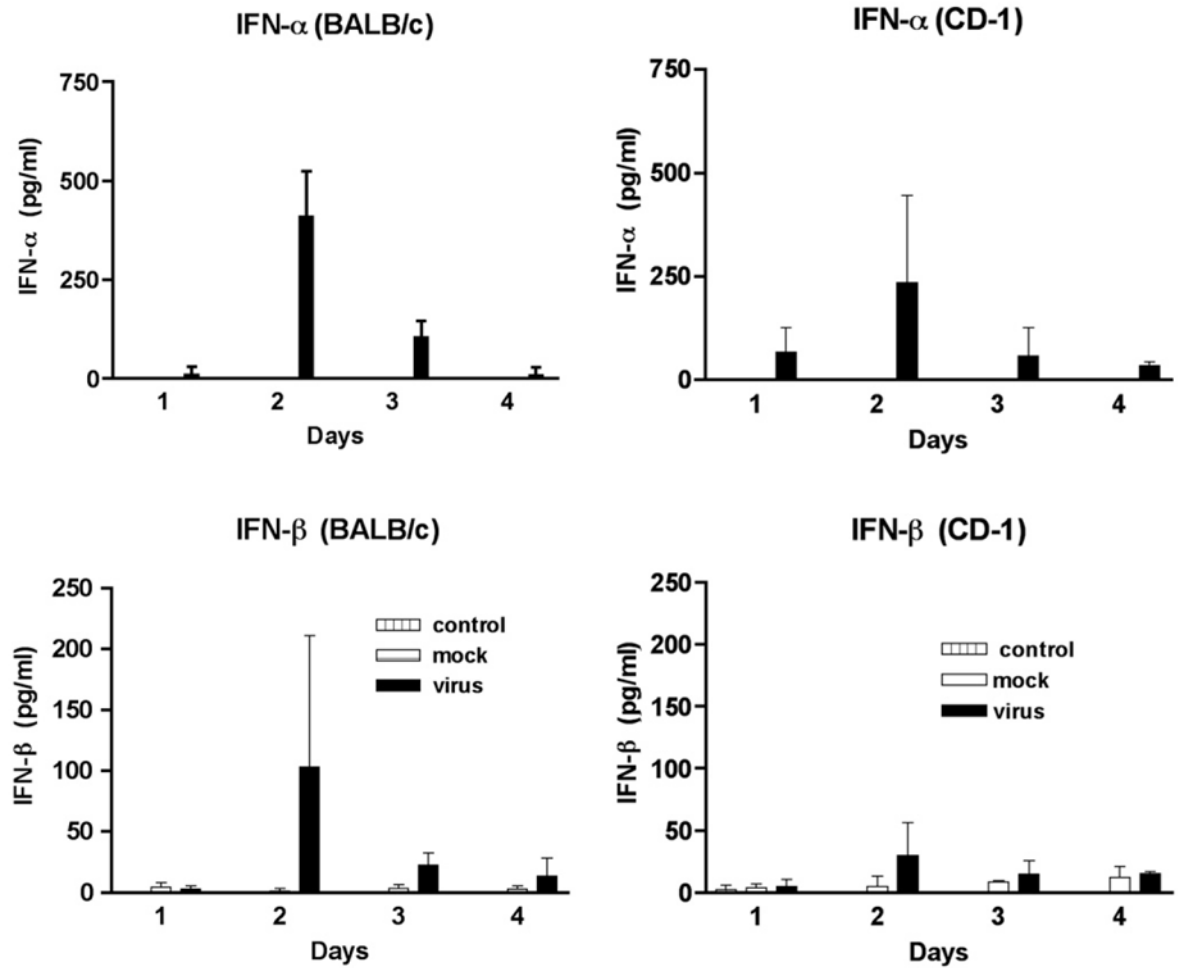 IFN-α (BALB/c)
IFN-α (pg/ml)
750
500
250
0
1 2 3 4
Days
IFN-α (CD-1)
IFN-α (pg/ml)
750
500
250
0
1 2 3 4
Days
IFN-β (BALB/c)
IFN-β (pg/ml)
250
200
150
100
50
0
control
mock
virus
1 2 3 4
Days
IFN-β (CD-1)
IFN-β (pg/ml)
250
200
150
100
50
0
control
mock
virus
1 2 3 4
Days